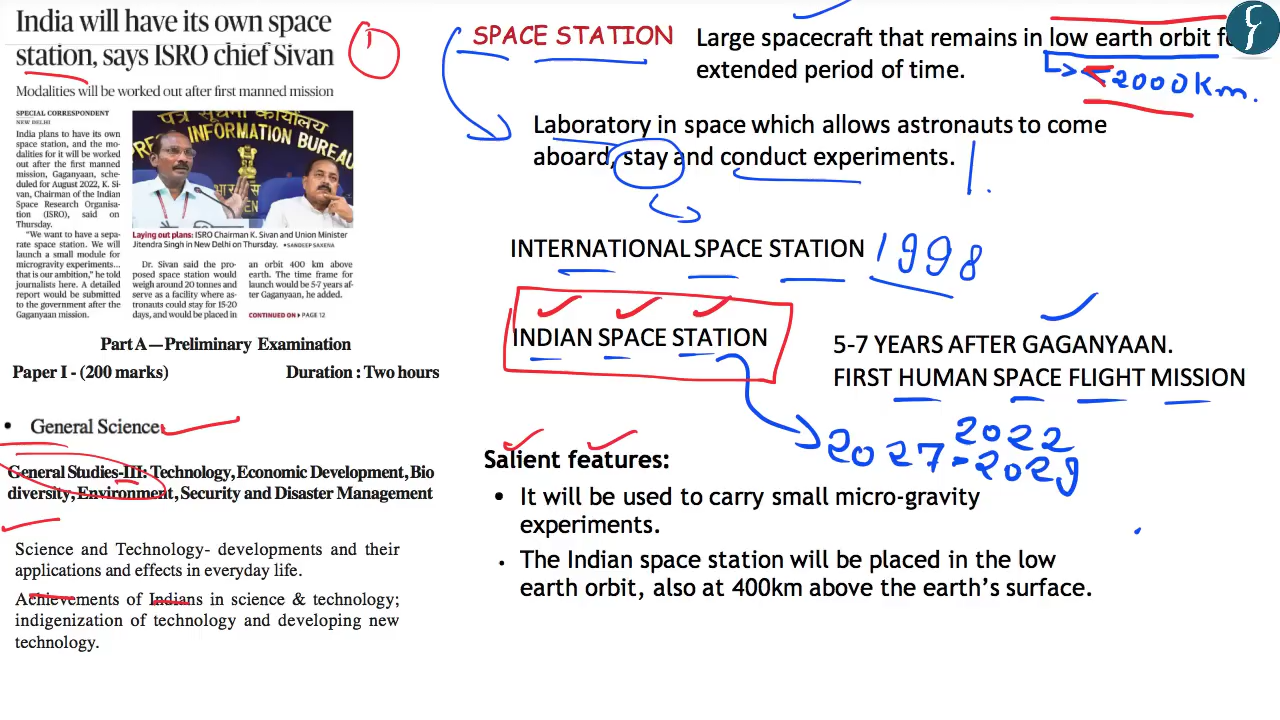 India will have its own space
station, says ISRO chief Sivan
1
Modalities will be worked out after first manned mission
SPECIAL CORRESPONDENT
NEW DELHI
India plans to have its own
space station, and the mo-
dalities for it will be worked
out after the first manned
mission, Gaganyaan, sche-
duled for August 2022, K. Si-
van, Chairman of the Indian
Space Research Organisa-
tion (ISRO), said on
Thursday.
"We want to have a sepa-
rate space station. We will
launch a small module for
microgravity experiments...
that is our ambition," he told
journalists here. A detailed
report would be submitted
to the government after the
Gaganyaan mission.
पत्र सूचना कार्यालय
INFORMATION BUREAU
Laying out plans: ISRO Chairman K. Sivan and Union Minister
Jitendra Singh in New Delhi on Thursday. •SANDEEP SAXENA
Dr. Sivan said the pro-
posed space station would
weigh around 20 tonnes and
serve as a facility where as-
tronauts could stay for 15-20
days, and would be placed in
an orbit 400 km above
earth. The time frame for
launch would be 5-7 years af-
ter Gaganyaan, he added.
CONTINUED ON ▸ PAGE 12
Part A—Preliminary Examination
Paper I - (200 marks) Duration : Two hours
• General Science
General Studies-III: Technology, Economic Development, Bio
diversity, Environment, Security and Disaster Management
Science and Technology- developments and their
applications and effects in everyday life.
Achievements of Indians in science & technology;
indigenization of technology and developing new
technology.
SPACE STATION
Large spacecraft that remains in low earth orbit
extended period of time.
<2000km.
Laboratory in space which allows astronauts to come
aboard, stay and conduct experiments.
INTERNATIONAL SPACE STATION 1998
INDIAN SPACE STATION
5-7 YEARS AFTER GAGANYAAN.
FIRST HUMAN SPACE FLIGHT MISSION
2022
2027-2029
Salient features:
• It will be used to carry small micro-gravity
experiments.
• The Indian space station will be placed in the low
earth orbit, also at 400km above the earth's surface.